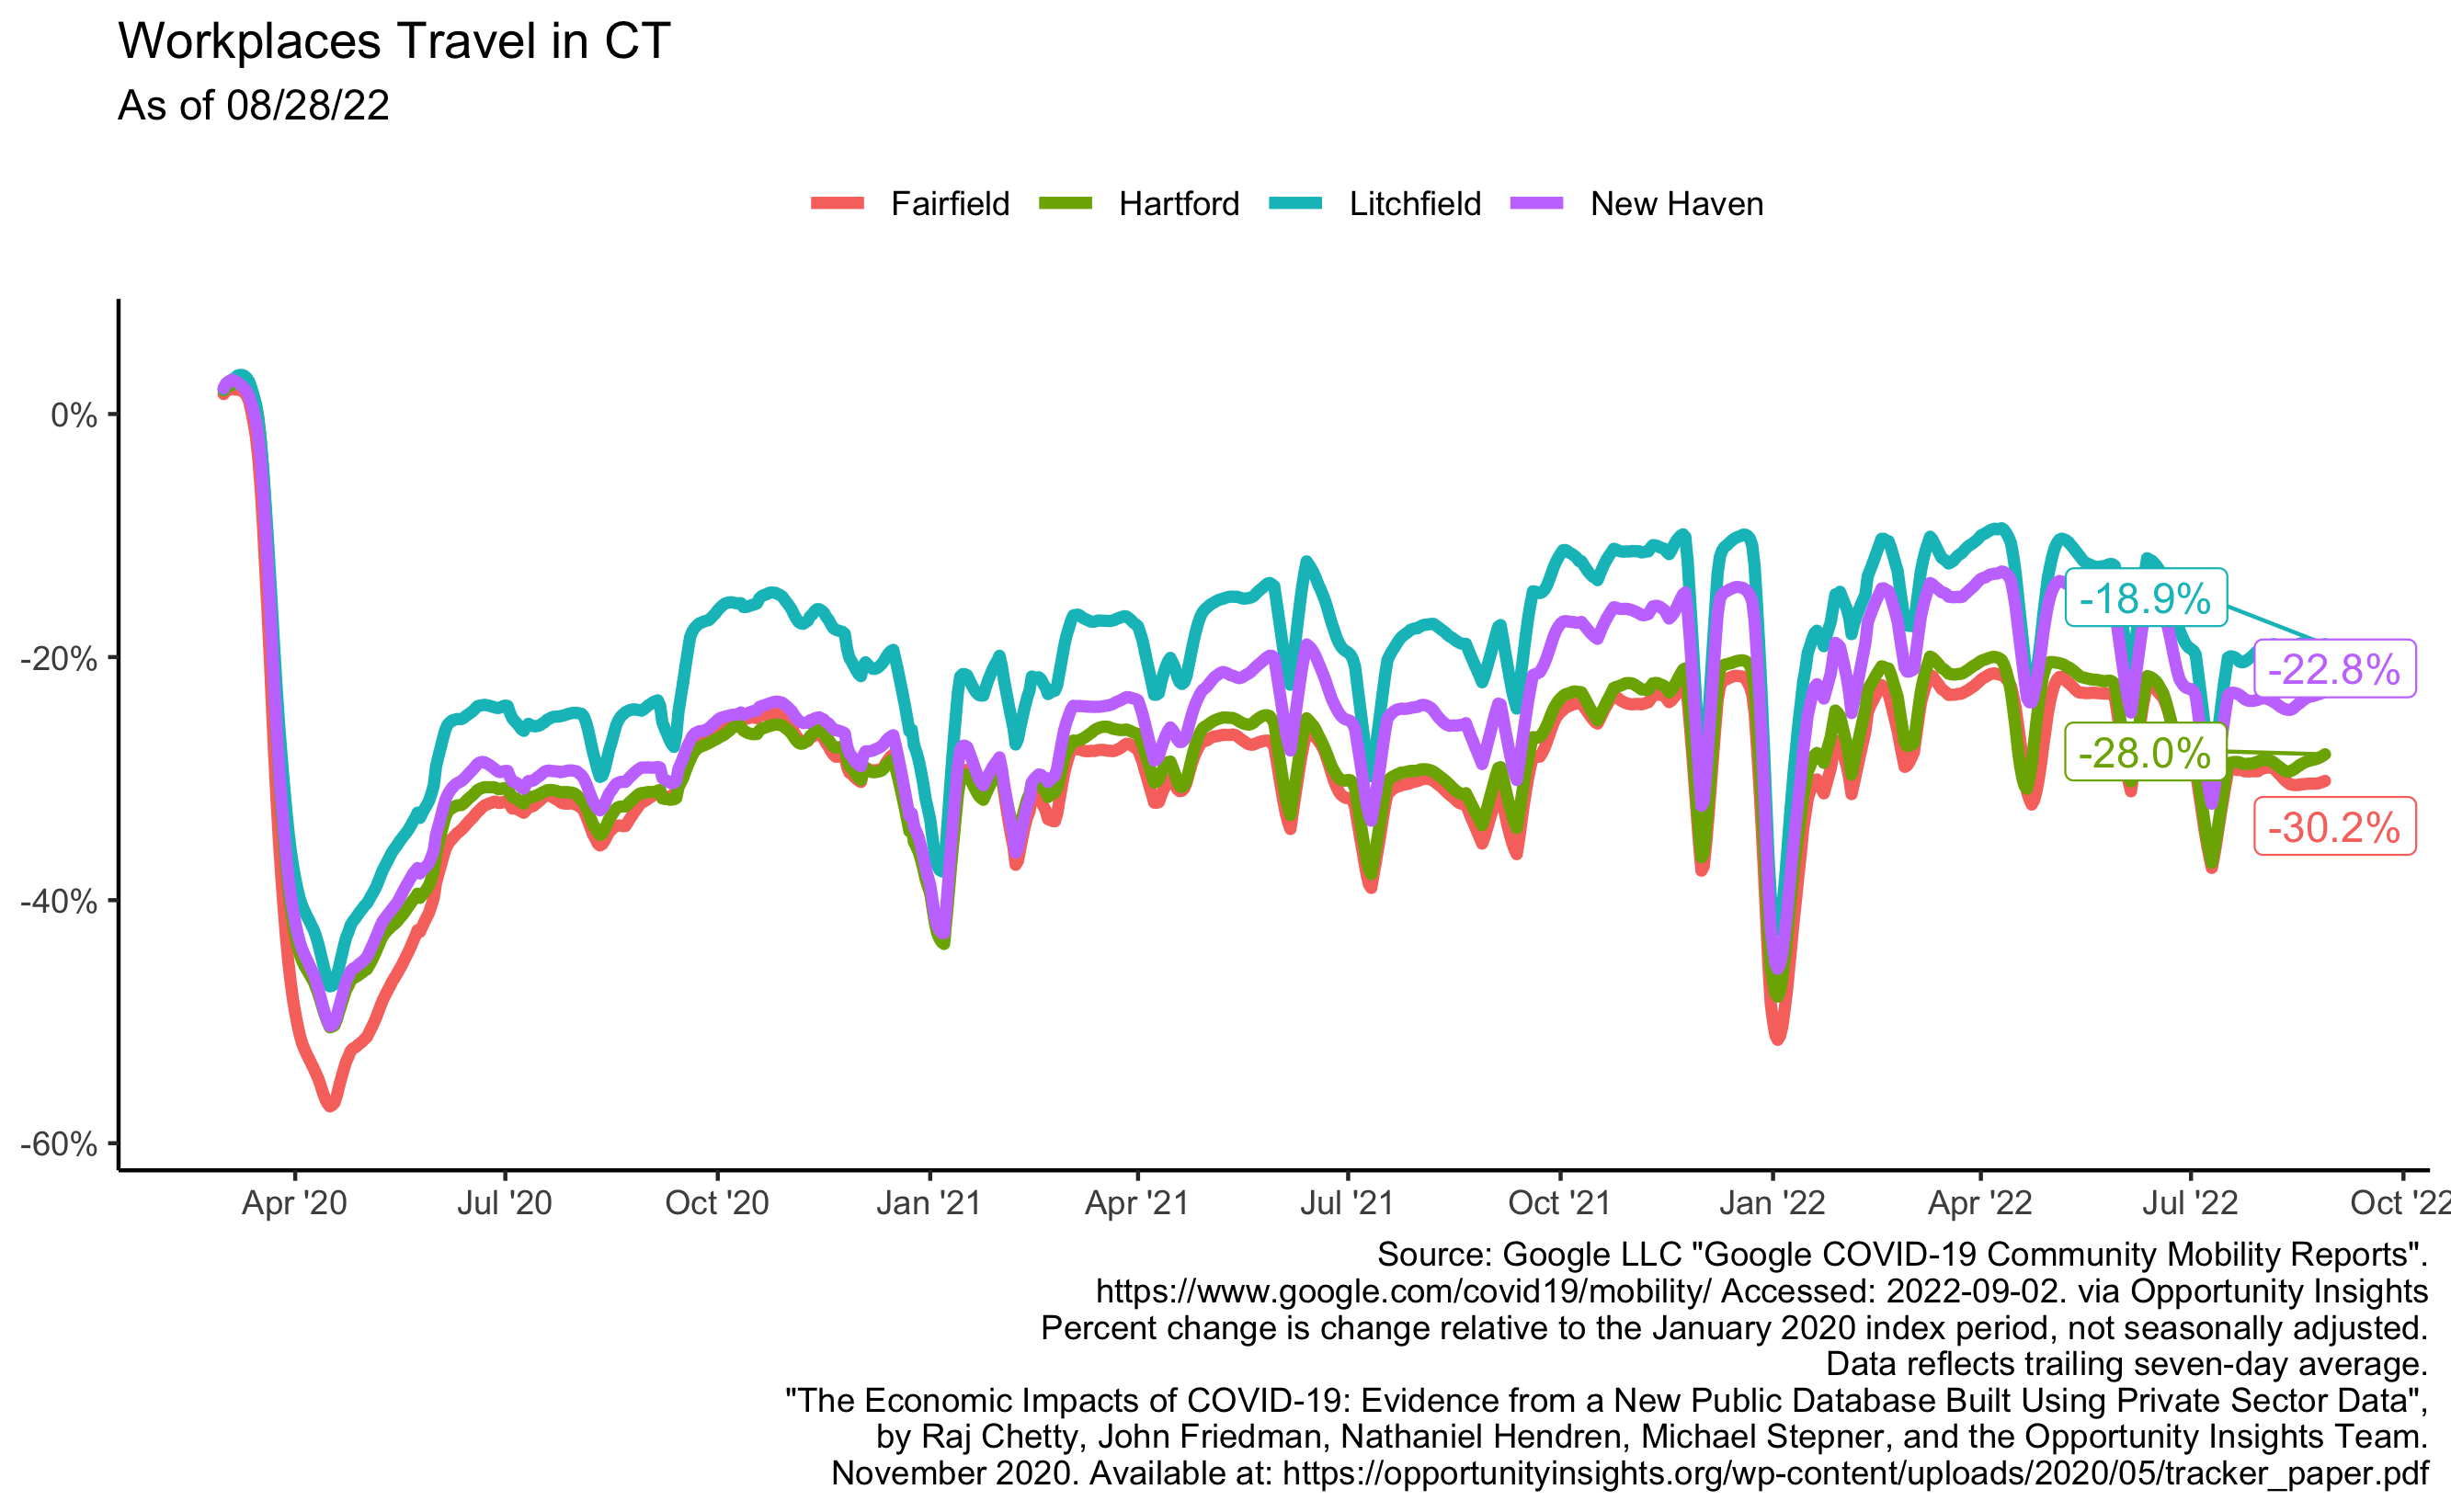 Workplaces Travel in CT
As of 08/28/22
Fairfield Hartford Litchfield New Haven
0%
-20%
-40%
-60%
-18.9%
-22.8%
-28.0%
-30.2%
Apr '20 Jul '20 Oct '20 Jan '21 Apr '21 Jul '21 Oct '21 Jan '22 Apr '22 Jul '22 Oct '22
Source: Google LLC "Google COVID-19 Community Mobility Reports".
https://www.google.com/covid19/mobility/ Accessed: 2022-09-02. via Opportunity Insights
Percent change is change relative to the January 2020 index period, not seasonally adjusted.
Data reflects trailing seven-day average.
"The Economic Impacts of COVID-19: Evidence from a New Public Database Built Using Private Sector Data",
by Raj Chetty, John Friedman, Nathaniel Hendren, Michael Stepner, and the Opportunity Insights Team.
November 2020. Available at: https://opportunityinsights.org/wp-content/uploads/2020/05/tracker_paper.pdf